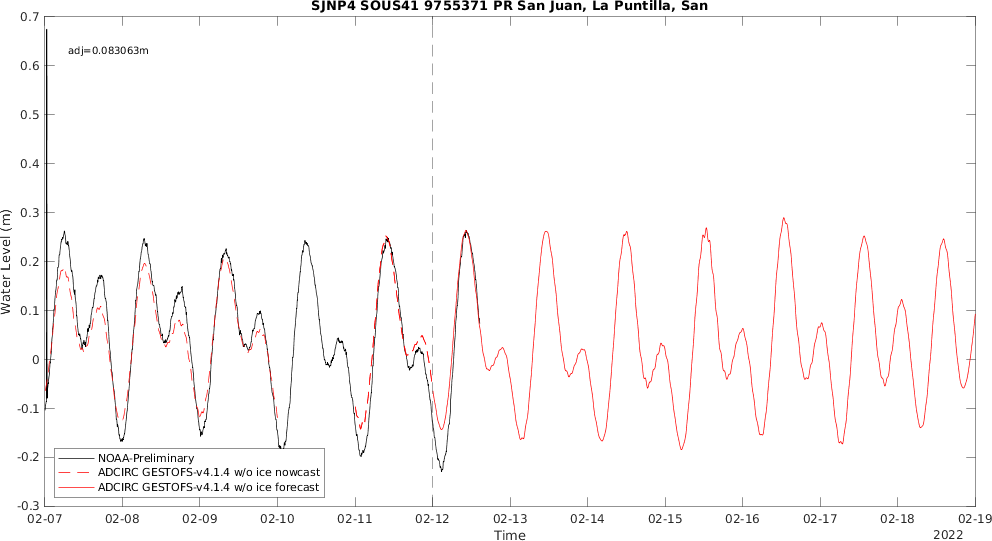 SJNP4 SOUS41 9755371 PR San Juan, La Puntilla, San
adj=0.083063m
Water Level (m)
0.7
0.6
0.5
0.4
0.3
0.2
0.1
0
-0.1
-0.2
-0.3
NOAA-Preliminary
ADCIRC GESTOFS-v4.1.4 w/o ice nowcast
ADCIRC GESTOFS-v4.1.4 w/o ice forecast
02-07 02-08 02-09 02-10 02-11 02-12 02-13 02-14 02-15 02-16 02-17 02-18 02-19
Time
2022